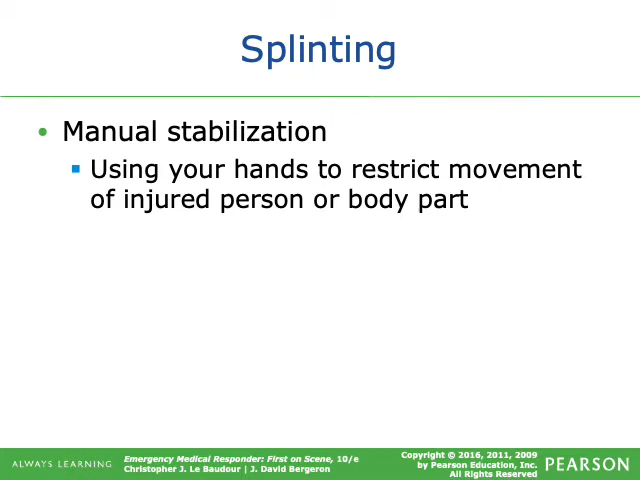 Splinting
• Manual stabilization
▪ Using your hands to restrict movement
of injured person or body part
ALWAYS LEARNING
Emergency Medical Responder: First on Scene, 10/e
Christopher J. Le Baudour | J. David Bergeron
Copyright © 2016, 2011, 2009
by Pearson Education, Inc.
All Rights Reserved
PEARSON